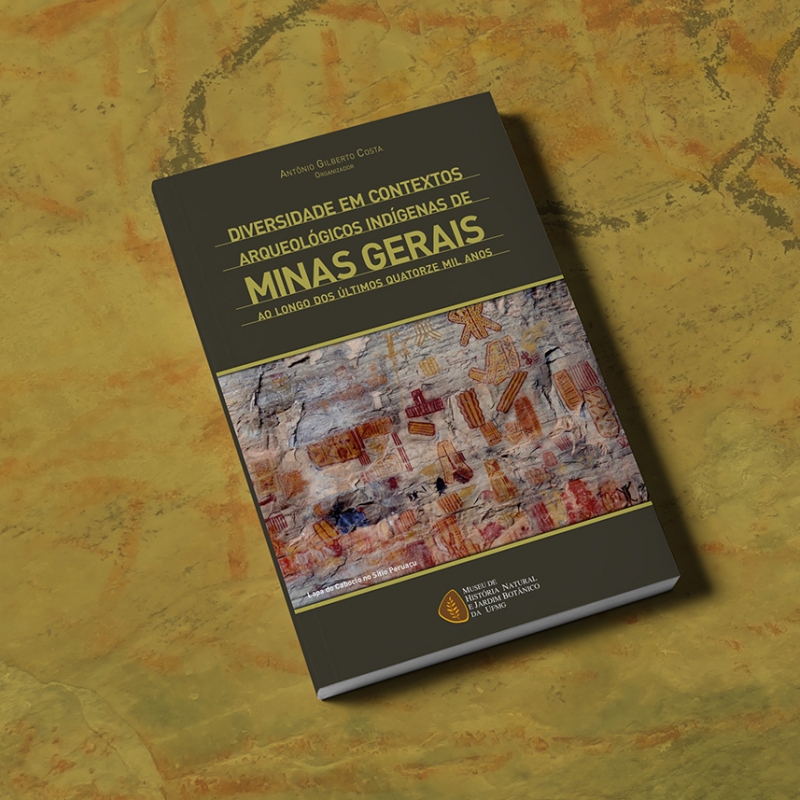 Antônio Gilberto Costa
Organizador
DIVERSIDADE EM CONTEXTOS
ARQUEOLÓGICOS INDÍGENAS DE
MINAS GERAIS
AO LONGO DOS ÚLTIMOS QUATORZE MIL ANOS
Lapa do Caboclo no Sítio Peruaçu
Museu de
História Natural
e Jardim Botânico
da UFMG